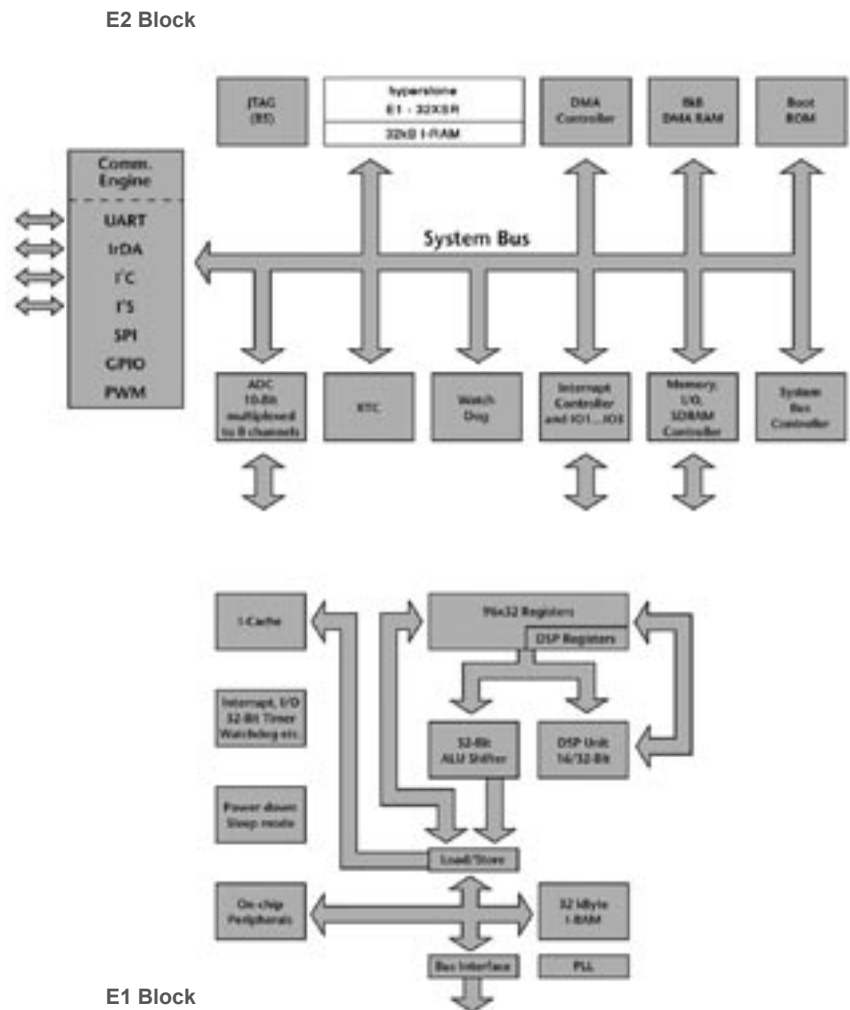 E2 Block
JTAG
(BS)
hyperstone
E1 - 32XSR
32kB I-RAM
DMA
Controller
8kB
DMA RAM
Boot
ROM
Comm.
Engine
UART
IrDA
I²C
I²S
SPI
GPIO
PWM
System Bus
ADC
10-Bit
multiplexed
to 8 channels
RTC
Watch
Dog
Interrupt
Controller
and IO1...IO3
Memory,
I/O,
SDRAM
Controller
System
Bus
Controller
I-Cache
96x32 Registers
DSP Registers
Interrupt, I/O
32-Bit Timer
Watchdog etc.
32-Bit
ALU Shifter
DSP Unit
16/32-Bit
Power down
Sleep mode
Load/Store
On-chip
Peripherals
32 kByte
I-RAM
Bus Interface
PLL
E1 Block